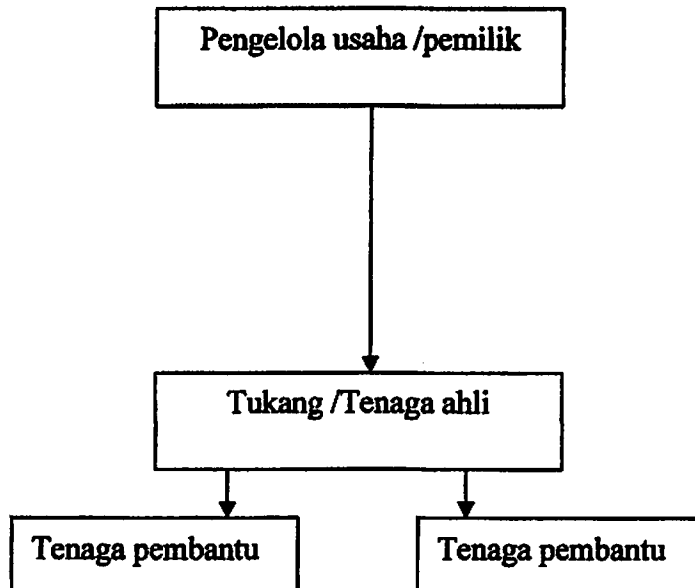 Pengelola usaha /pemilik
Tukang /Tenaga ahli
Tenaga pembantu
Tenaga pembantu